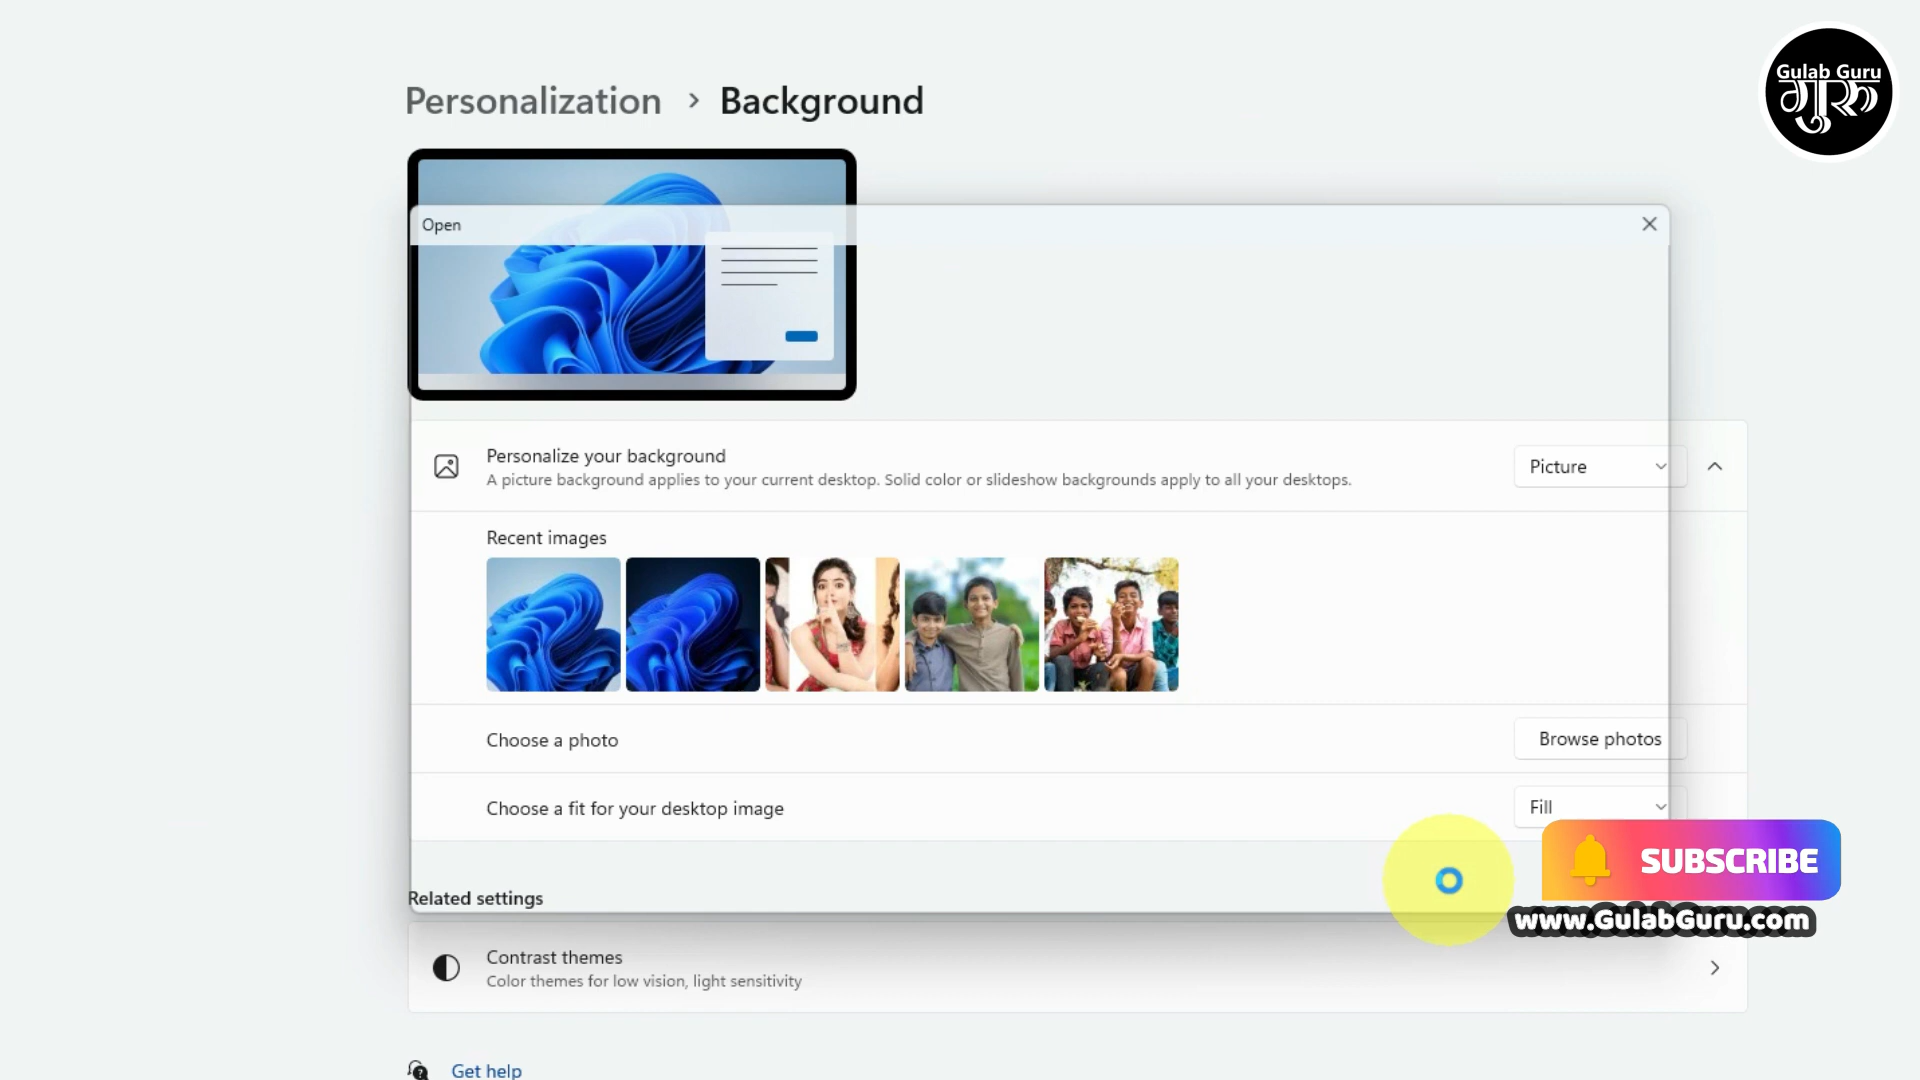 Gulab Guru
गुरु
Personalization > Background
Open
Personalize your background
A picture background applies to your current desktop. Solid color or slideshow backgrounds apply to all your desktops.
Picture
Recent images
Choose a photo
Browse photos
Choose a fit for your desktop image
Fill
SUBSCRIBE
www.GulabGuru.com
Related settings
Contrast themes
Color themes for low vision, light sensitivity
Get help